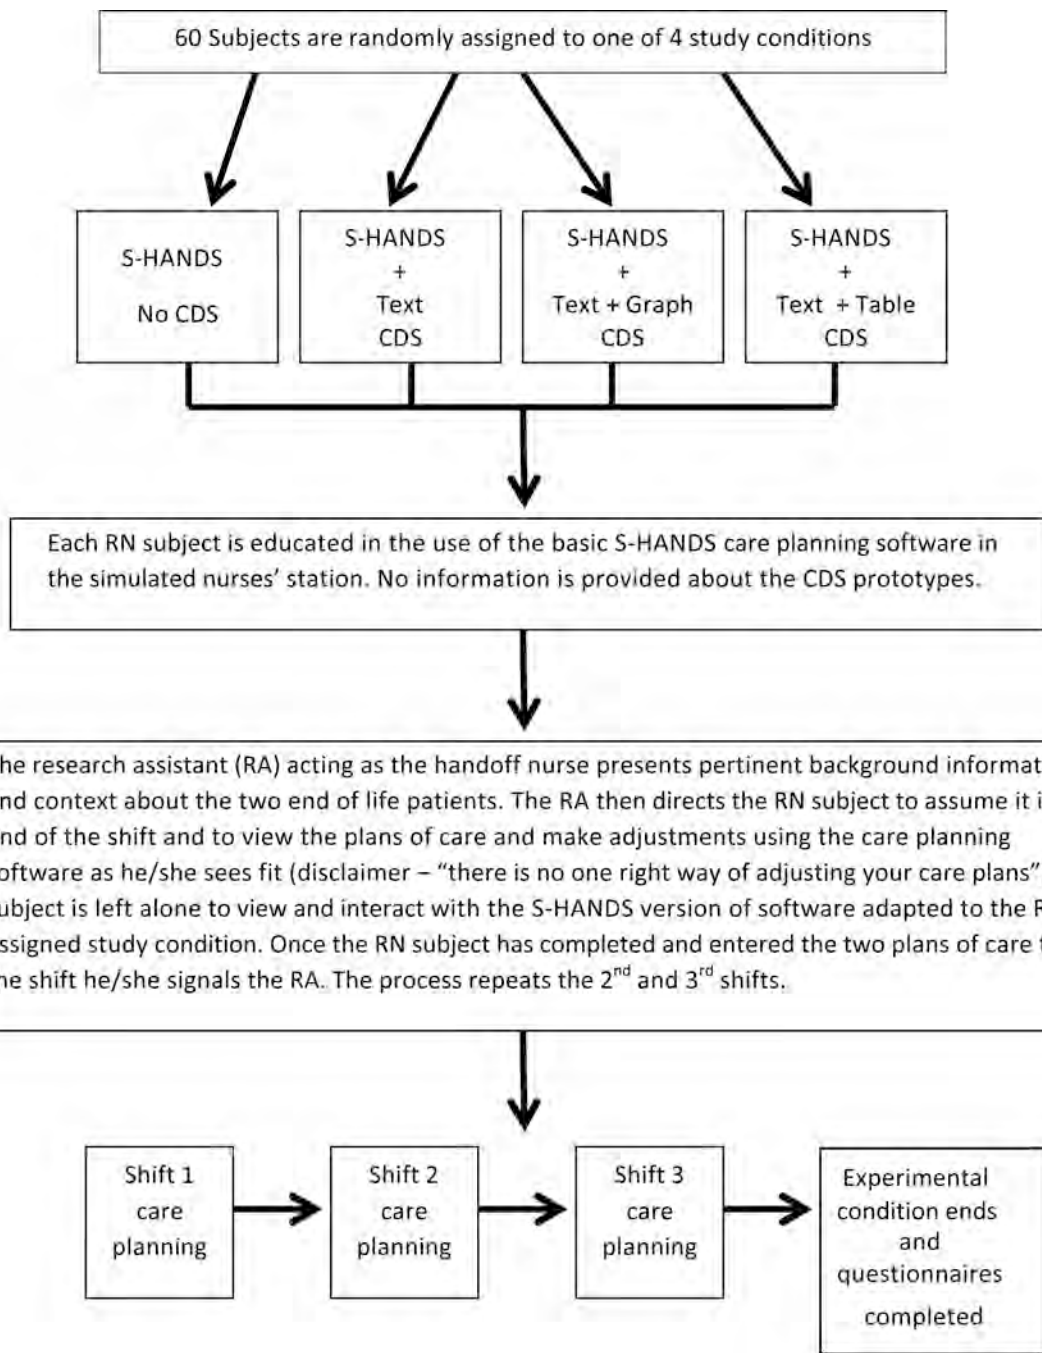 60 Subjects are randomly assigned to one of 4 study conditions
S-HANDS
No CDS
S-HANDS
+
Text
CDS
S-HANDS
+
Text + Graph
CDS
S-HANDS
+
Text + Table
CDS
Each RN subject is educated in the use of the basic S-HANDS care planning software in
the simulated nurses' station. No information is provided about the CDS prototypes.
he research assistant (RA) acting as the handoff nurse presents pertinent background informat
nd context about the two end of life patients. The RA then directs the RN subject to assume it i
nd of the shift and to view the plans of care and make adjustments using the care planning
oftware as he/she sees fit (disclaimer – “there is no one right way of adjusting your care plans”
ubject is left alone to view and interact with the S-HANDS version of software adapted to the R
ssigned study condition. Once the RN subject has completed and entered the two plans of care t
he shift he/she signals the RA. The process repeats the 2nd and 3rd shifts.
Shift 1
care
planning
Shift 2
care
planning
Shift 3
care
planning
Experimental
condition ends
and
questionnaires
completed